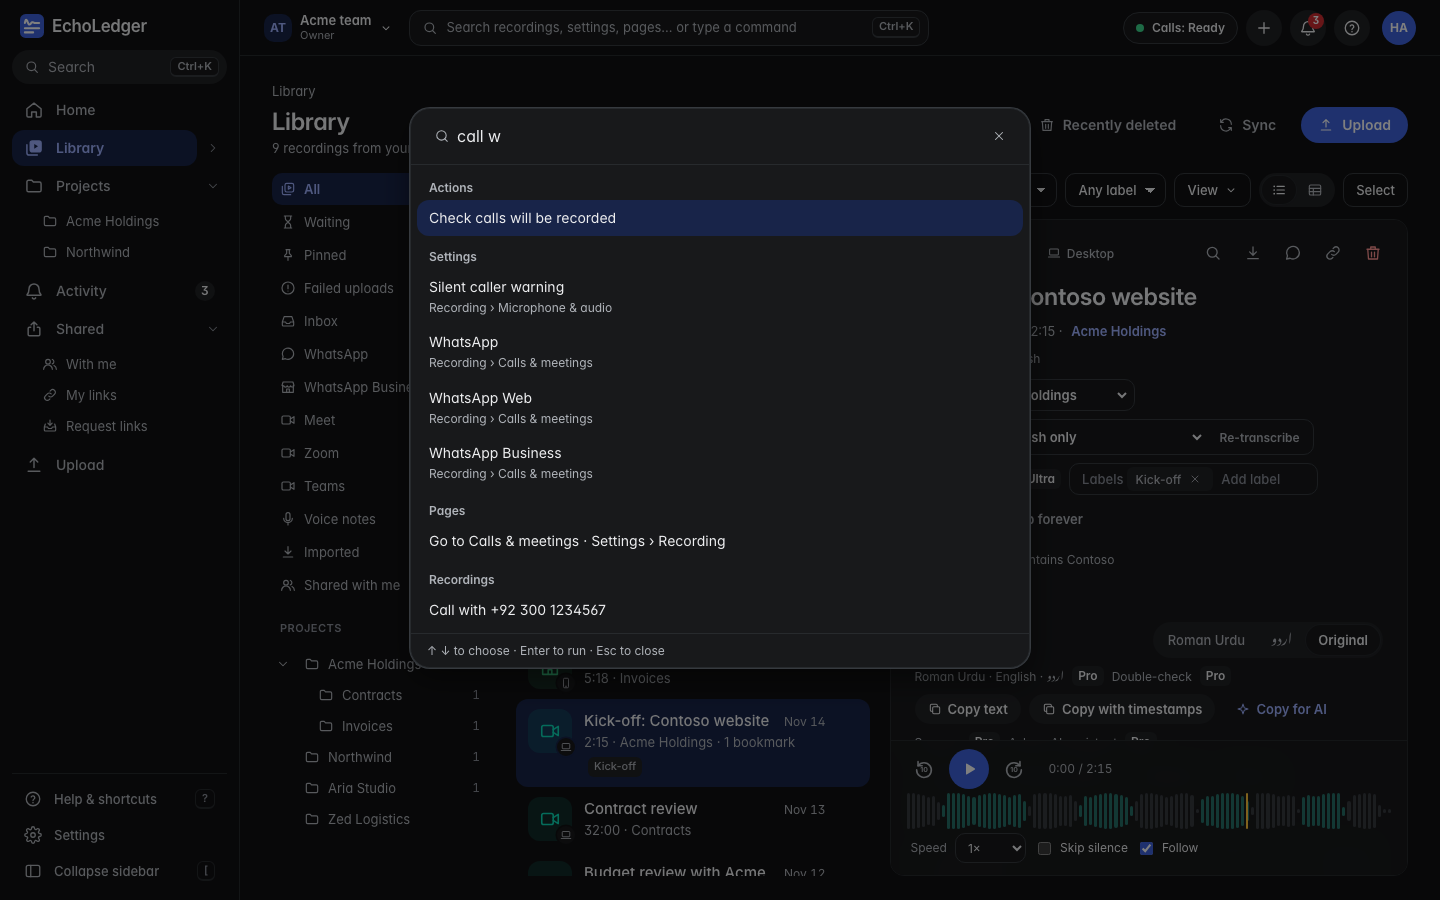 EchoLedger
Search
Ctrl+K
Home
Library
Projects
Acme Holdings
Northwind
Activity
3
Shared
With me
My links
Request links
Upload
Help & shortcuts
?
Settings
Collapse sidebar
[
AT
Acme team
Owner
Search recordings, settings, pages... or type a command
Ctrl+K
Calls: Ready
3
HA
Library
Library
9 recordings from your
Recently deleted
Sync
Upload
Any label
View
Select
All
Waiting
Pinned
Failed uploads
Inbox
WhatsApp
WhatsApp Busine
Meet
Zoom
Teams
Voice notes
Imported
Shared with me
PROJECTS
Acme Holdings
Contracts 1
Invoices 1
Northwind 1
Aria Studio 1
Zed Logistics
call w
Actions
Check calls will be recorded
Settings
Silent caller warning
Recording › Microphone & audio
WhatsApp
Recording › Calls & meetings
WhatsApp Web
Recording › Calls & meetings
WhatsApp Business
Recording › Calls & meetings
Pages
Go to Calls & meetings · Settings › Recording
Recordings
Call with +92 300 1234567
↑ ↓ to choose · Enter to run · Esc to close
5:18 · Invoices
Kick-off: Contoso website Nov 14
2:15 · Acme Holdings · 1 bookmark
Kick-off
Contract review Nov 13
32:00 · Contracts
Budget review with Acme Nov 12
Desktop
ontoso website
2:15 · Acme Holdings
sh
oldings
sh only
Re-transcribe
Ultra
Labels
Kick-off ×
Add label
forever
ntains Contoso
Roman Urdu
اردو
Original
Roman Urdu · English · اردو Pro Double-check Pro
Copy text
Copy with timestamps
Copy for AI
Pro
Pro
10
10
0:00 / 2:15
Speed
1×
Skip silence
Follow